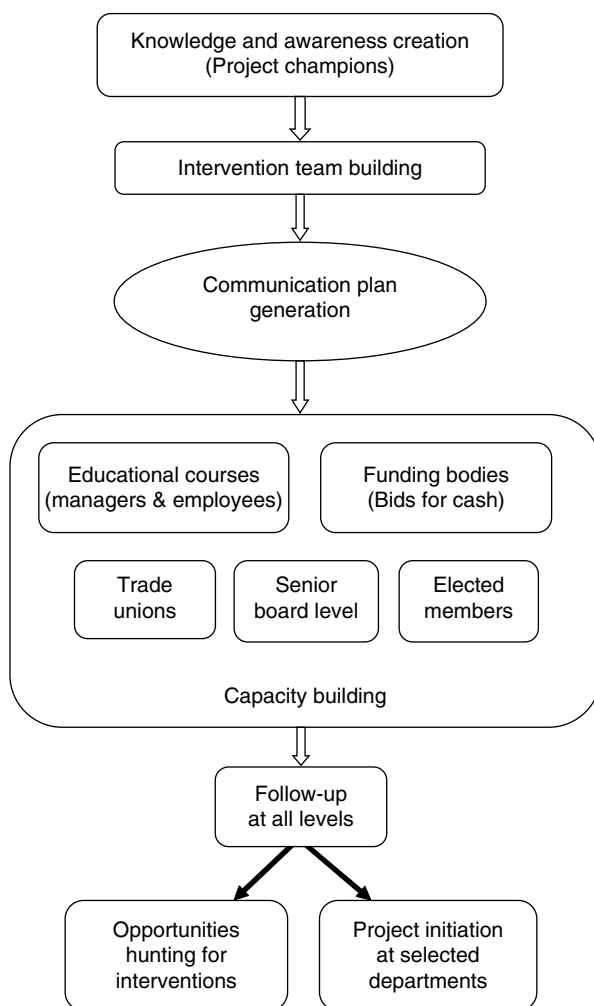 Knowledge and awareness creation
(Project champions)
Intervention team building
Communication plan
generation
Educational courses
(managers & employees)
Funding bodies
(Bids for cash)
Trade
unions
Senior
board level
Elected
members
Capacity building
Follow-up
at all levels
Opportunities
hunting for
interventions
Project initiation
at selected
departments